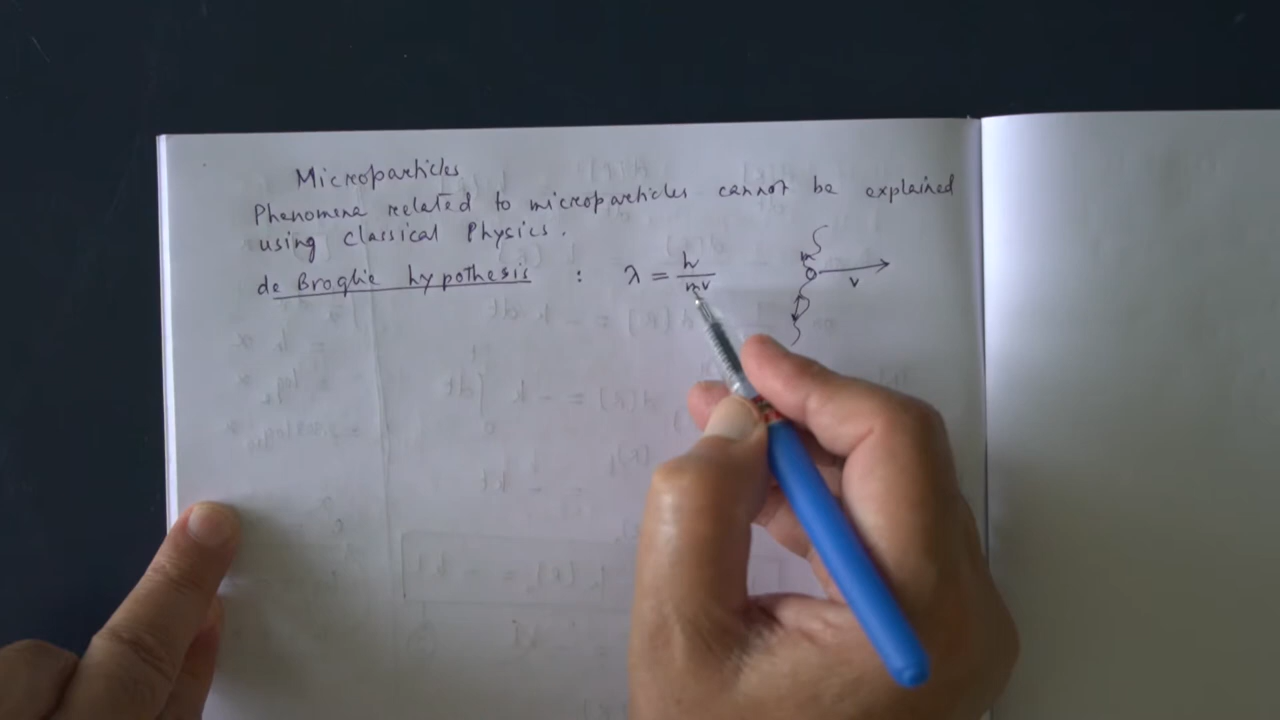 Microparticles
Phenomena related to microparticles cannot be explained
using classical Physics.
de Broglie hypothesis : λ = h/mv
m
v